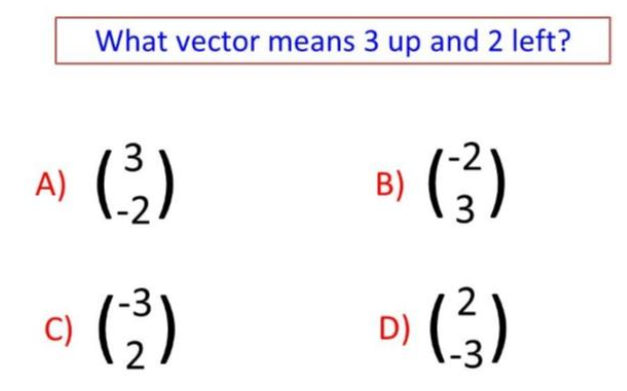 What vector means 3 up and 2 left?
A) (3
-2)
B) (-2
3)
C) (-3
2)
D) (2
-3)